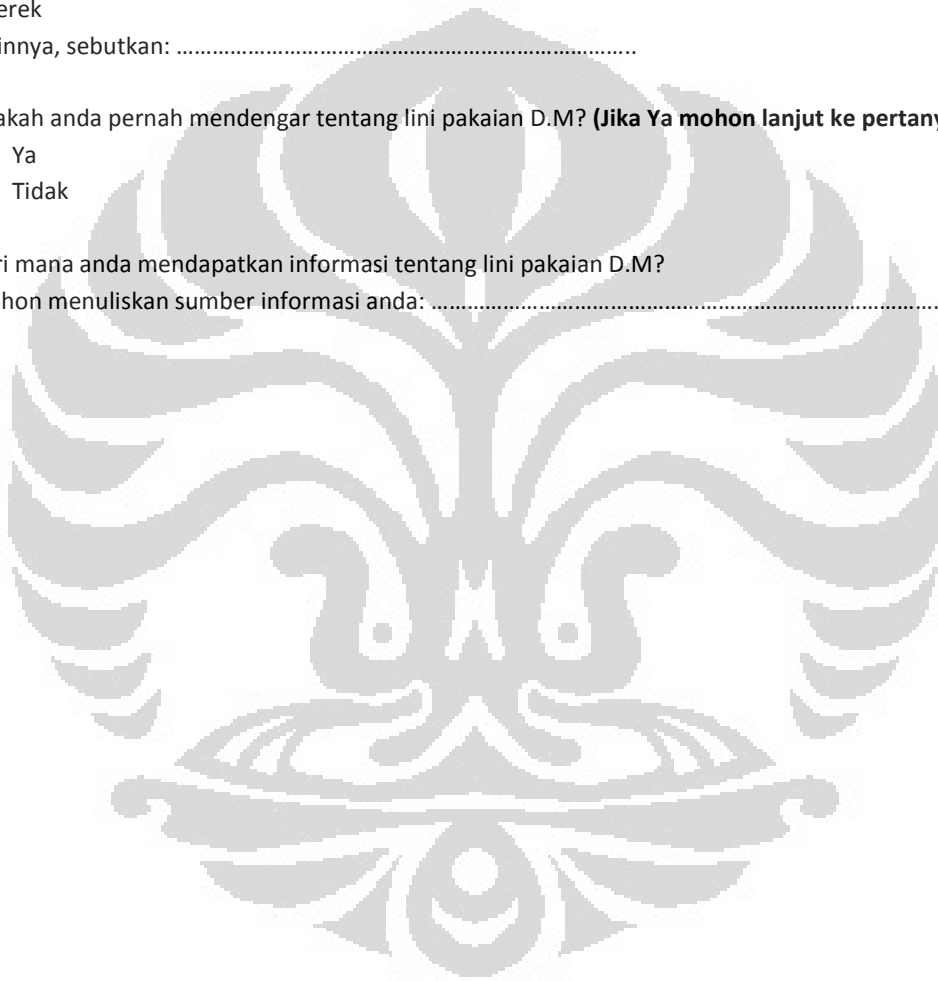 erek
innya, sebutkan: ……………………………………………………………………..
akah anda pernah mendengar tentang lini pakaian D.M? (Jika Ya mohon lanjut ke pertany
Ya
Tidak
ri mana anda mendapatkan informasi tentang lini pakaian D.M?
hon menuliskan sumber informasi anda: ……………………………………………………………………………